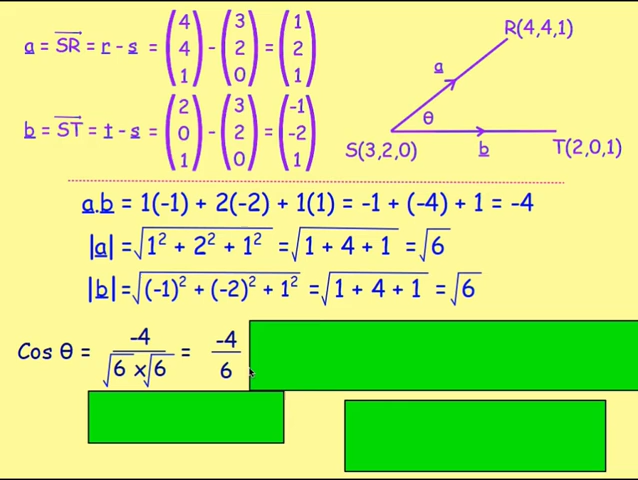 a = SR = r - s = (4 4 1) - (3 2 0) = (1 2 1)
b = ST = t - s = (2 0 1) - (3 2 0) = (-1 -2 1)
R(4,4,1)
a
θ
S(3,2,0)
b
T(2,0,1)
a.b = 1(-1) + 2(-2) + 1(1) = -1 + (-4) + 1 = -4
|a| = √1² + 2² + 1² = √1 + 4 + 1 = √6
|b| = √(-1)² + (-2)² + 1² = √1 + 4 + 1 = √6
Cos θ = -4 / √6 x √6 = -4 / 6